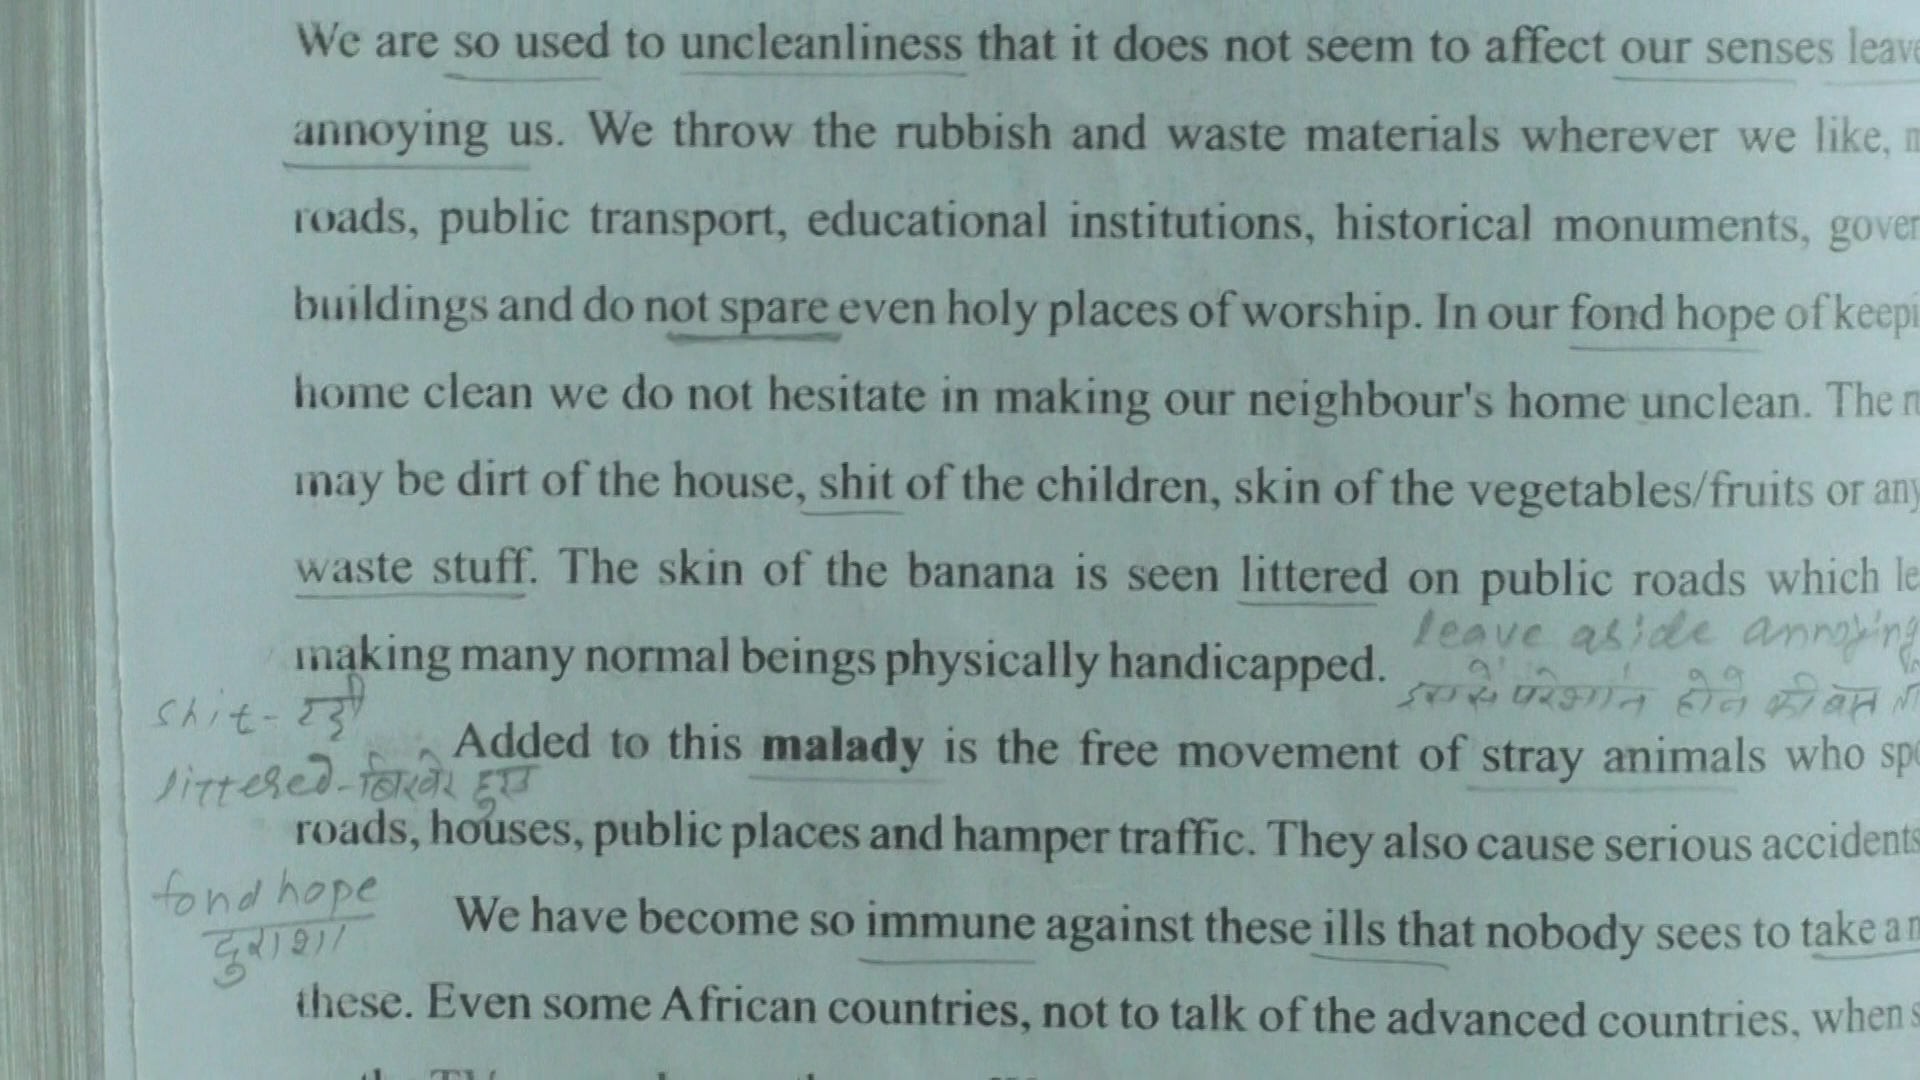 We are so used to uncleanliness that it does not seem to affect our senses leave
annoying us. We throw the rubbish and waste materials wherever we like,
roads, public transport, educational institutions, historical monuments, gover
buildings and do not spare even holy places of worship. In our fond hope of keepi
home clean we do not hesitate in making our neighbour's home unclean. The
may be dirt of the house, shit of the children, skin of the vegetables/fruits or any
waste stuff. The skin of the banana is seen littered on public roads which le
leave aside annoying
making many normal beings physically handicapped.
परेशान होने की बात
shit - टट्टी
Added to this malady is the free movement of stray animals who sp
littered - बिखरे हुए
roads, houses, public places and hamper traffic. They also cause serious accidents
fond hope
दुराशा
We have become so immune against these ills that nobody sees to take an
these. Even some African countries, not to talk of the advanced countries, when s